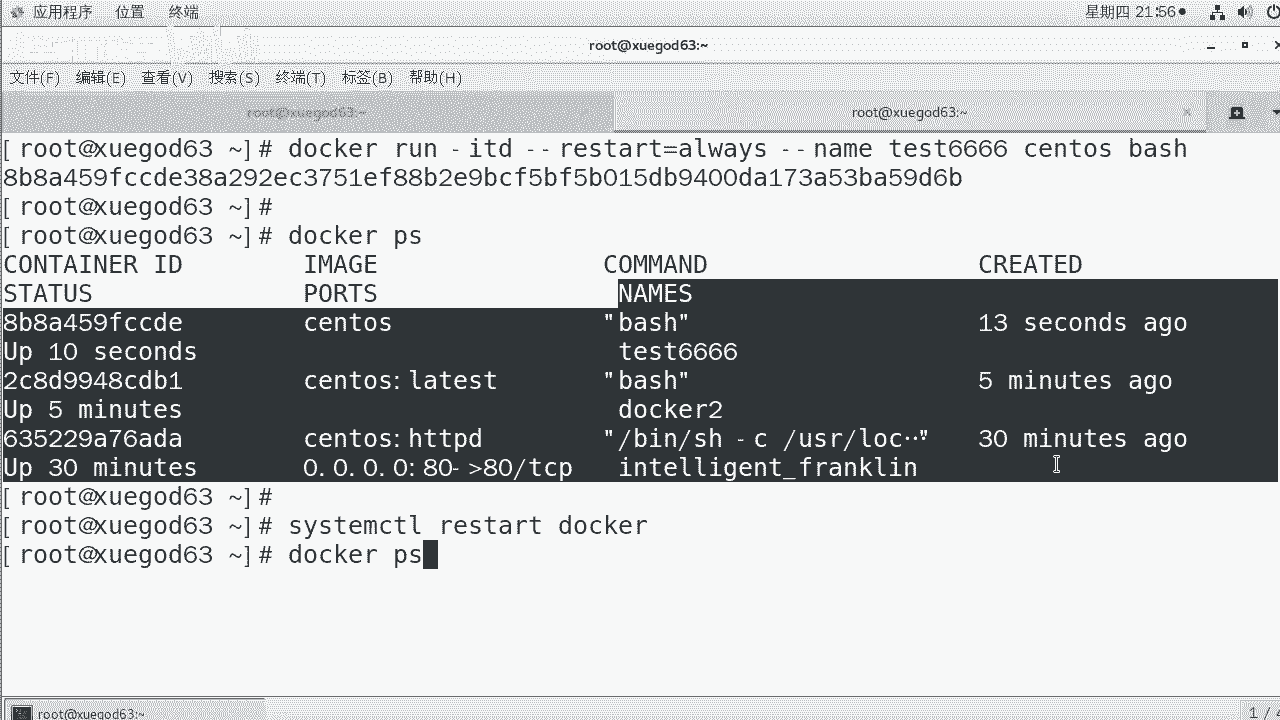 应用程序 位置 终端 星期四 21:56
root@xuegod63:~
文件(F) 编辑(E) 查看(V) 搜索(S) 终端(T) 标签(B) 帮助(H)
root@xuegod63:~ root@xuegod63:~
[root@xuegod63 ~]# docker run -itd --restart=always --name test6666 centos bash
8b8a459fccde38a292ec3751ef88b2e9bcf5bf5b015db9400da173a53ba59d6b
[root@xuegod63 ~]#
[root@xuegod63 ~]# docker ps
CONTAINER ID IMAGE COMMAND CREATED
STATUS PORTS NAMES
8b8a459fccde centos "bash" 13 seconds ago
Up 10 seconds test6666
2c8d9948cdb1 centos:latest "bash" 5 minutes ago
Up 5 minutes docker2
635229a76ada centos:httpd "/bin/sh -c /usr/loc…" 30 minutes ago
Up 30 minutes 0.0.0.0:80->80/tcp intelligent_franklin
[root@xuegod63 ~]#
[root@xuegod63 ~]# systemctl restart docker
[root@xuegod63 ~]# docker ps
root@xuegod63:~ 1 / 4